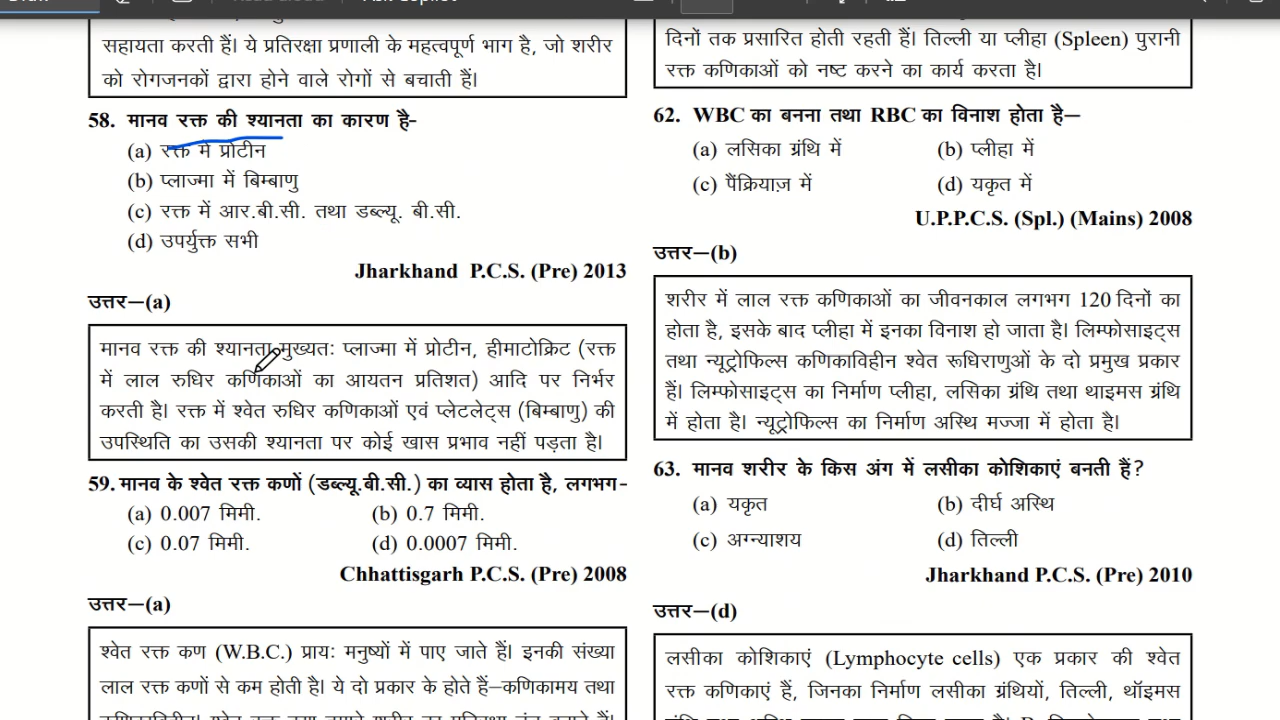 सहायता करती हैं। ये प्रतिरक्षा प्रणाली के महत्वपूर्ण भाग है, जो शरीर
को रोगजनकों द्वारा होने वाले रोगों से बचाती हैं।
58. मानव रक्त की श्यानता का कारण है-
(a) रक्त में प्रोटीन
(b) प्लाज्मा में बिम्बाणु
(c) रक्त में आर.बी.सी. तथा डब्ल्यू. बी.सी.
(d) उपर्युक्त सभी
Jharkhand P.C.S. (Pre) 2013
उत्तर–(a)
मानव रक्त की श्यानता मुख्यतः प्लाज्मा में प्रोटीन, हीमाटोक्रिट (रक्त
में लाल रुधिर कणिकाओं का आयतन प्रतिशत) आदि पर निर्भर
करती है। रक्त में श्वेत रुधिर कणिकाओं एवं प्लेटलेट्स (बिम्बाणु) की
उपस्थिति का उसकी श्यानता पर कोई खास प्रभाव नहीं पड़ता है।
59. मानव के श्वेत रक्त कणों (डब्ल्यू.बी.सी.) का व्यास होता है, लगभग-
(a) 0.007 मिमी. (b) 0.7 मिमी.
(c) 0.07 मिमी. (d) 0.0007 मिमी.
Chhattisgarh P.C.S. (Pre) 2008
उत्तर–(a)
श्वेत रक्त कण (W.B.C.) प्रायः मनुष्यों में पाए जाते हैं। इनकी संख्या
लाल रक्त कणों से कम होती है। ये दो प्रकार के होते हैं–कणिकामय तथा
दिनों तक प्रसारित होती रहती हैं। तिल्ली या प्लीहा (Spleen) पुरानी
रक्त कणिकाओं को नष्ट करने का कार्य करता है।
62. WBC का बनना तथा RBC का विनाश होता है—
(a) लसिका ग्रंथि में (b) प्लीहा में
(c) पैंक्रियाज़ में (d) यकृत में
U.P.P.C.S. (Spl.) (Mains) 2008
उत्तर–(b)
शरीर में लाल रक्त कणिकाओं का जीवनकाल लगभग 120 दिनों का
होता है, इसके बाद प्लीहा में इनका विनाश हो जाता है। लिम्फोसाइट्स
तथा न्यूट्रोफिल्स कणिकाविहीन श्वेत रूधिराणुओं के दो प्रमुख प्रकार
हैं। लिम्फोसाइट्स का निर्माण प्लीहा, लसिका ग्रंथि तथा थाइमस ग्रंथि
में होता है। न्यूट्रोफिल्स का निर्माण अस्थि मज्जा में होता है।
63. मानव शरीर के किस अंग में लसीका कोशिकाएं बनती हैं?
(a) यकृत (b) दीर्घ अस्थि
(c) अग्न्याशय (d) तिल्ली
Jharkhand P.C.S. (Pre) 2010
उत्तर–(d)
लसीका कोशिकाएं (Lymphocyte cells) एक प्रकार की श्वेत
रक्त कणिकाएं हैं, जिनका निर्माण लसीका ग्रंथियों, तिल्ली, थॉइमस